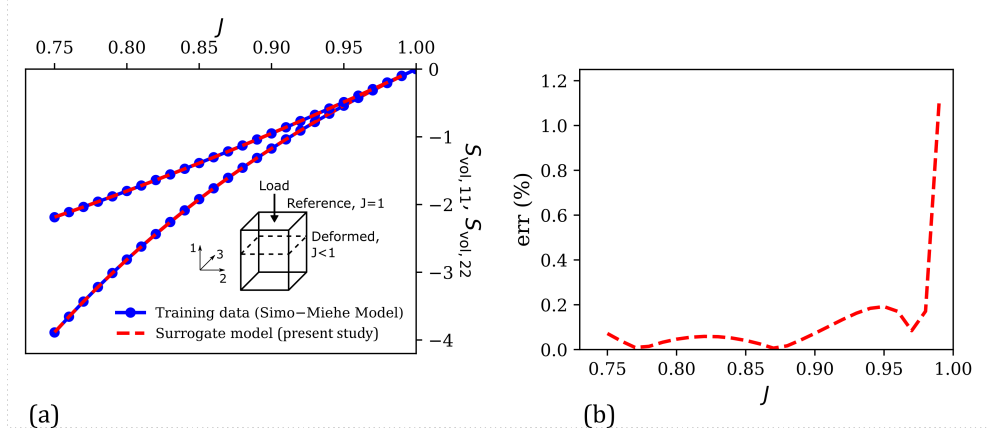 J
0.75 0.80 0.85 0.90 0.95 1.00
0
−1
−2
−3
−4
S vol, 11, S vol, 22
Load
Reference, J=1
Deformed,
J<1
1
3
2
Training data (Simo−Miehe Model)
Surrogate model (present study)
(a)
1.2
1.0
0.8
0.6
0.4
0.2
0.0
err (%)
0.75 0.80 0.85 0.90 0.95 1.00
J
(b)